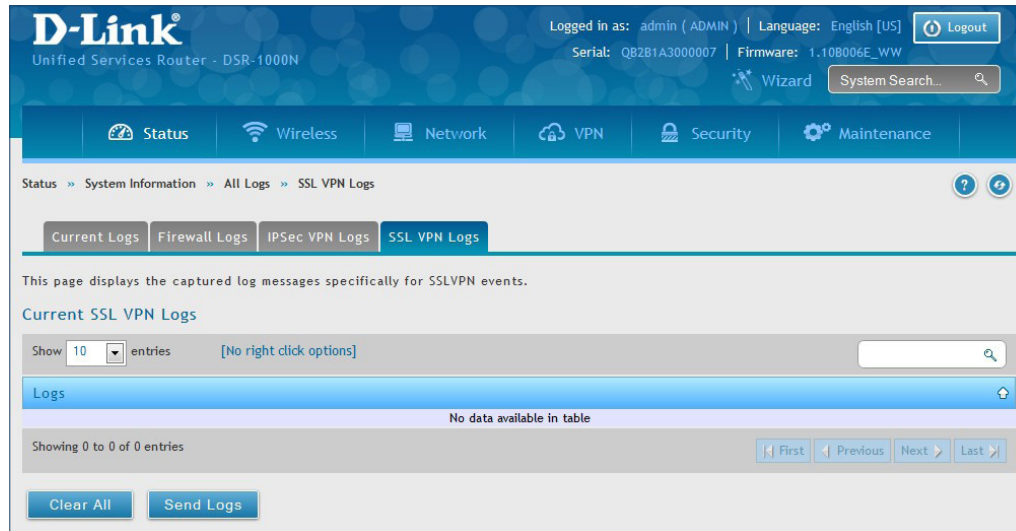 D-Link
Unified Services Router - DSR-1000N
Logged in as: admin ( ADMIN ) | Language: English [US]
Logout
Serial: QB2B1A3000007 | Firmware: 1.10B006E_WW
Wizard
System Search...
Status
Wireless
Network
VPN
Security
Maintenance
Status » System Information » All Logs » SSL VPN Logs
Current Logs
Firewall Logs
IPSec VPN Logs
SSL VPN Logs
This page displays the captured log messages specifically for SSLVPN events.
Current SSL VPN Logs
Show 10 entries
[No right click options]
Logs
No data available in table
Showing 0 to 0 of 0 entries
First
Previous
Next
Last
Clear All
Send Logs